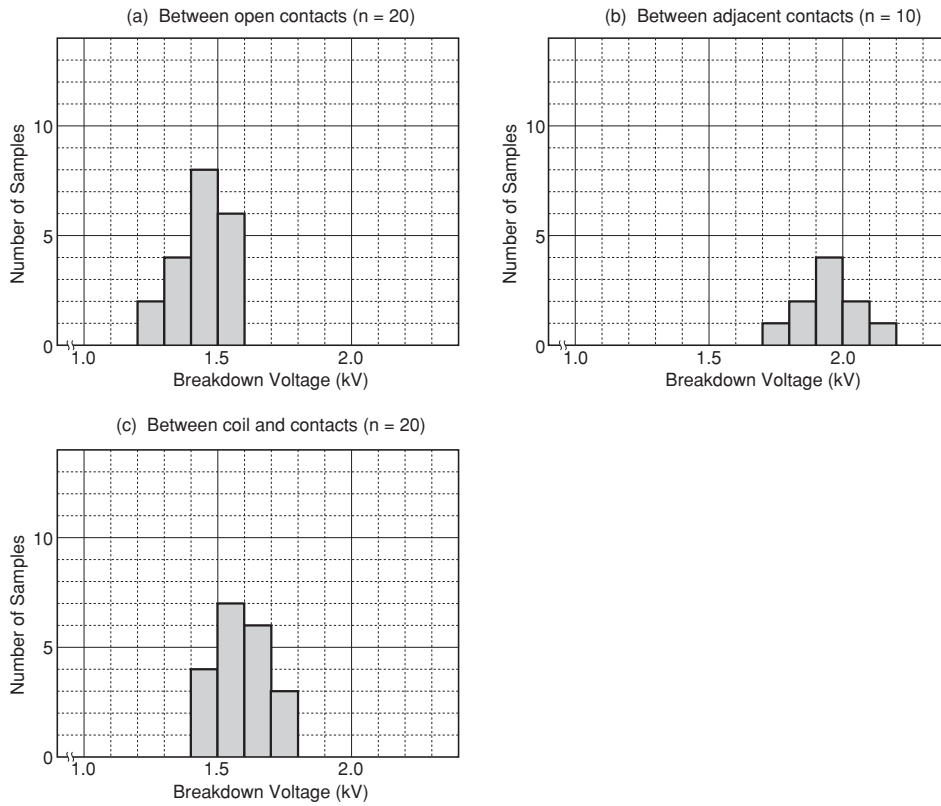 (a) Between open contacts (n = 20)
Number of Samples
10
5
0
1.0 1.5 2.0
Breakdown Voltage (kV)
(b) Between adjacent contacts (n = 10)
Number of Samples
10
5
0
1.0 1.5 2.0
Breakdown Voltage (kV)
(c) Between coil and contacts (n = 20)
Number of Samples
10
5
0
1.0 1.5 2.0
Breakdown Voltage (kV)